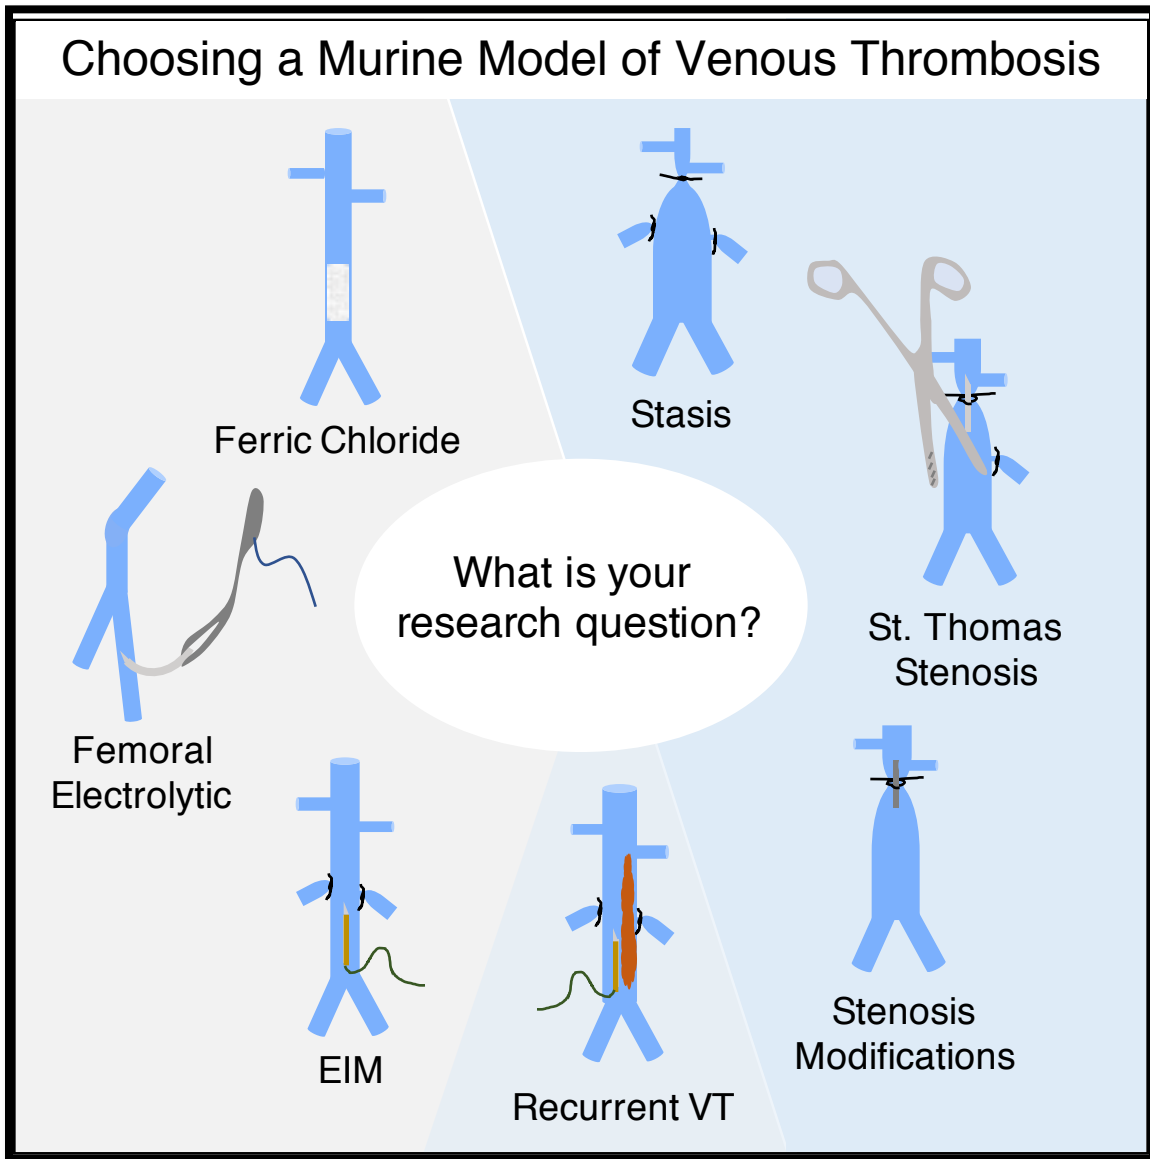 Choosing a Murine Model of Venous Thrombosis
Ferric Chloride
Stasis
St. Thomas
Stenosis
What is your
research question?
Femoral
Electrolytic
EIM
Recurrent VT
Stenosis
Modifications